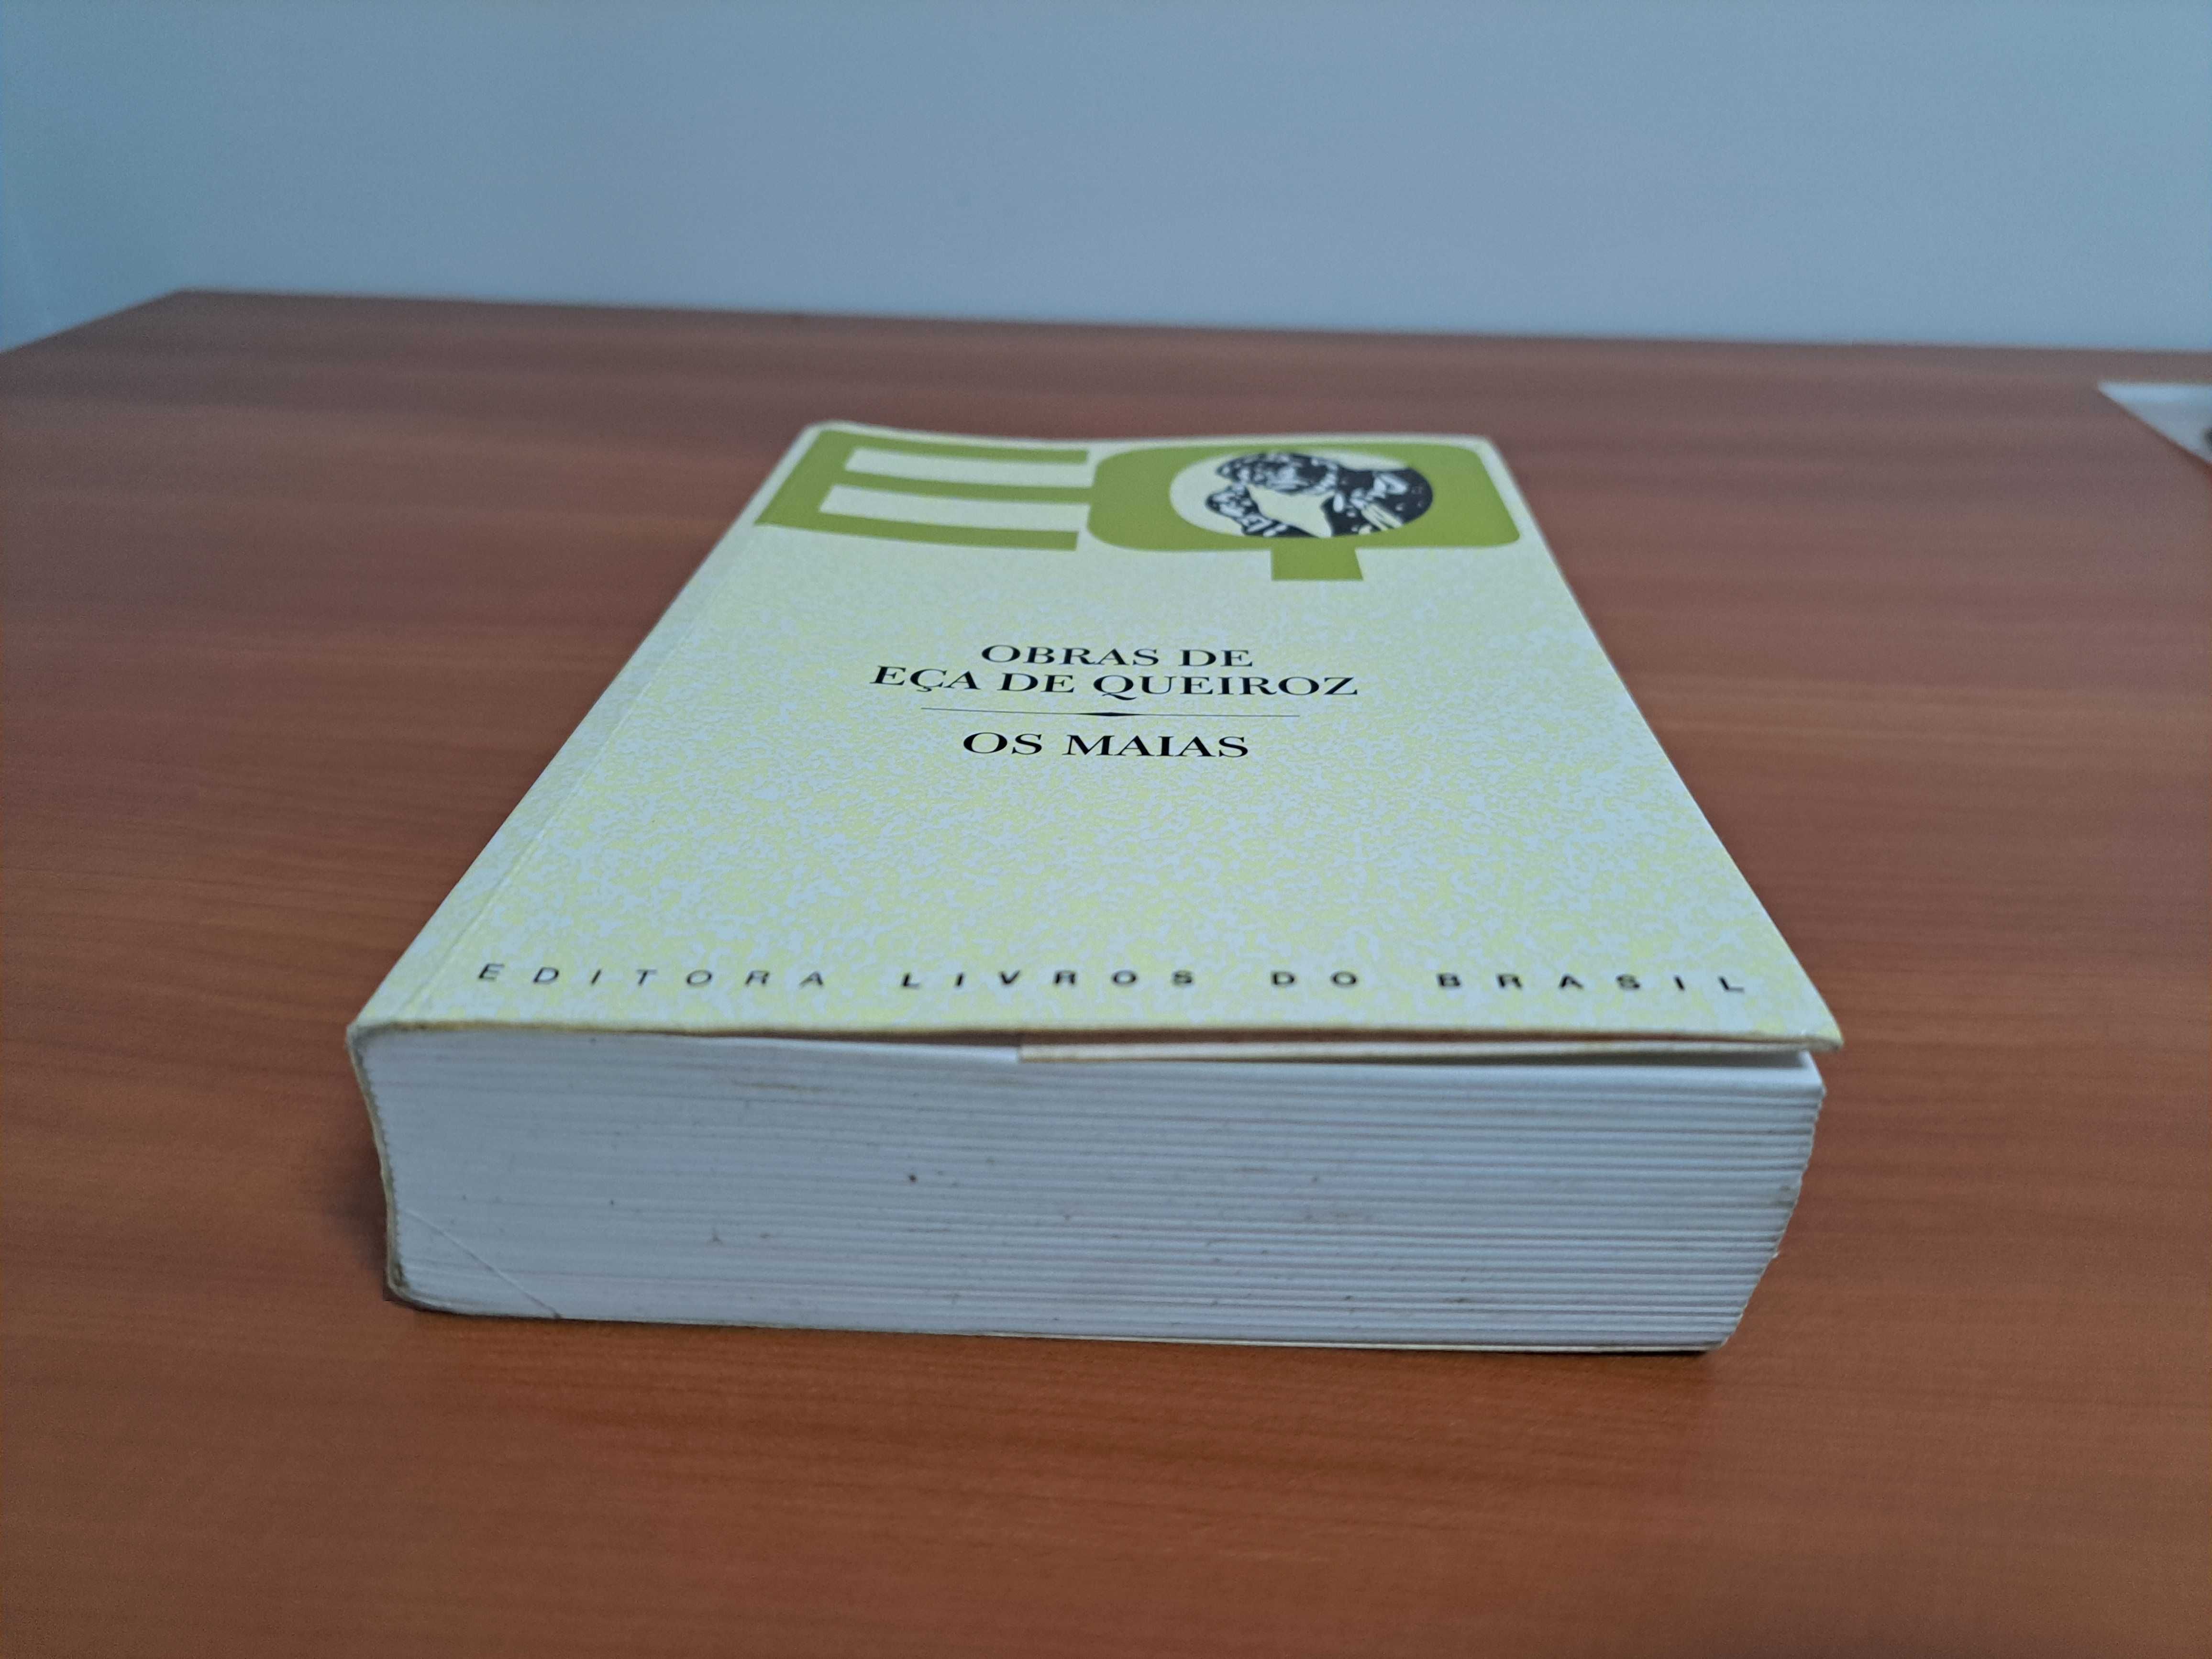 EQ
OBRAS DE
EÇA DE QUEIROZ
OS MAIAS
EDITORA LIVROS DO BRASIL